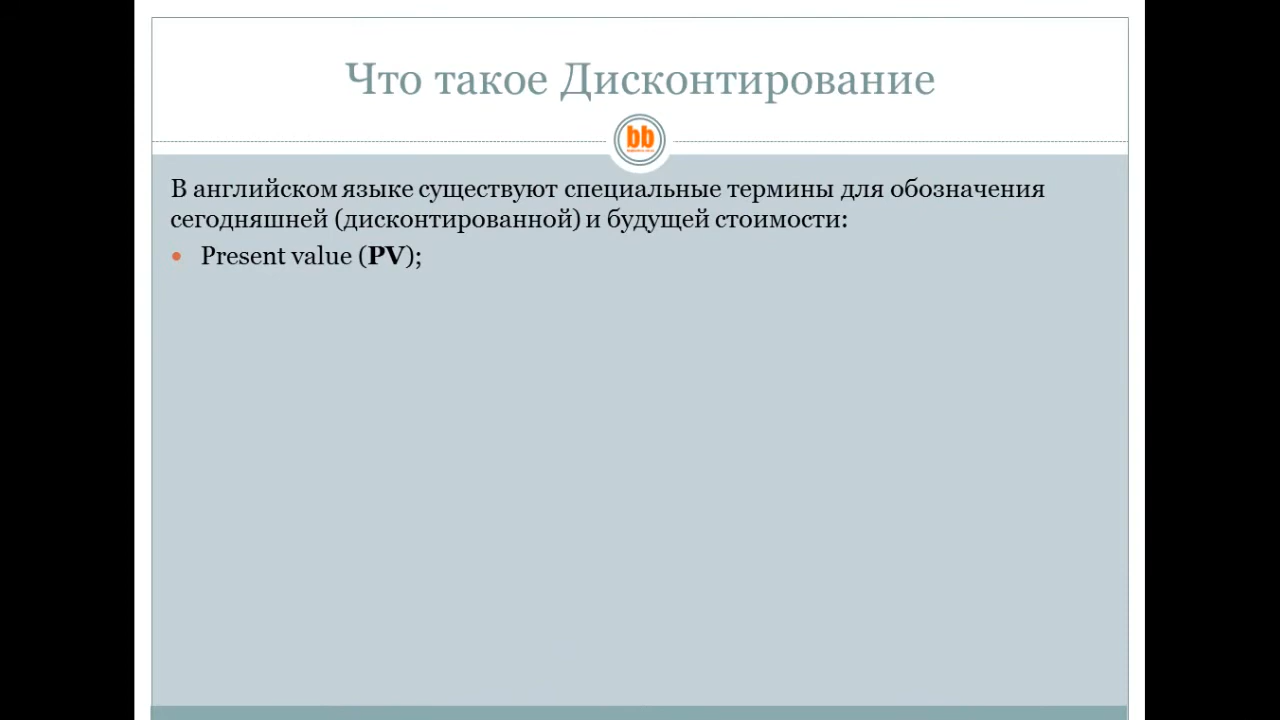 Что такое Дисконтирование
bb
В английском языке существуют специальные термины для обозначения
сегодняшней (дисконтированной) и будущей стоимости:
• Present value (PV);